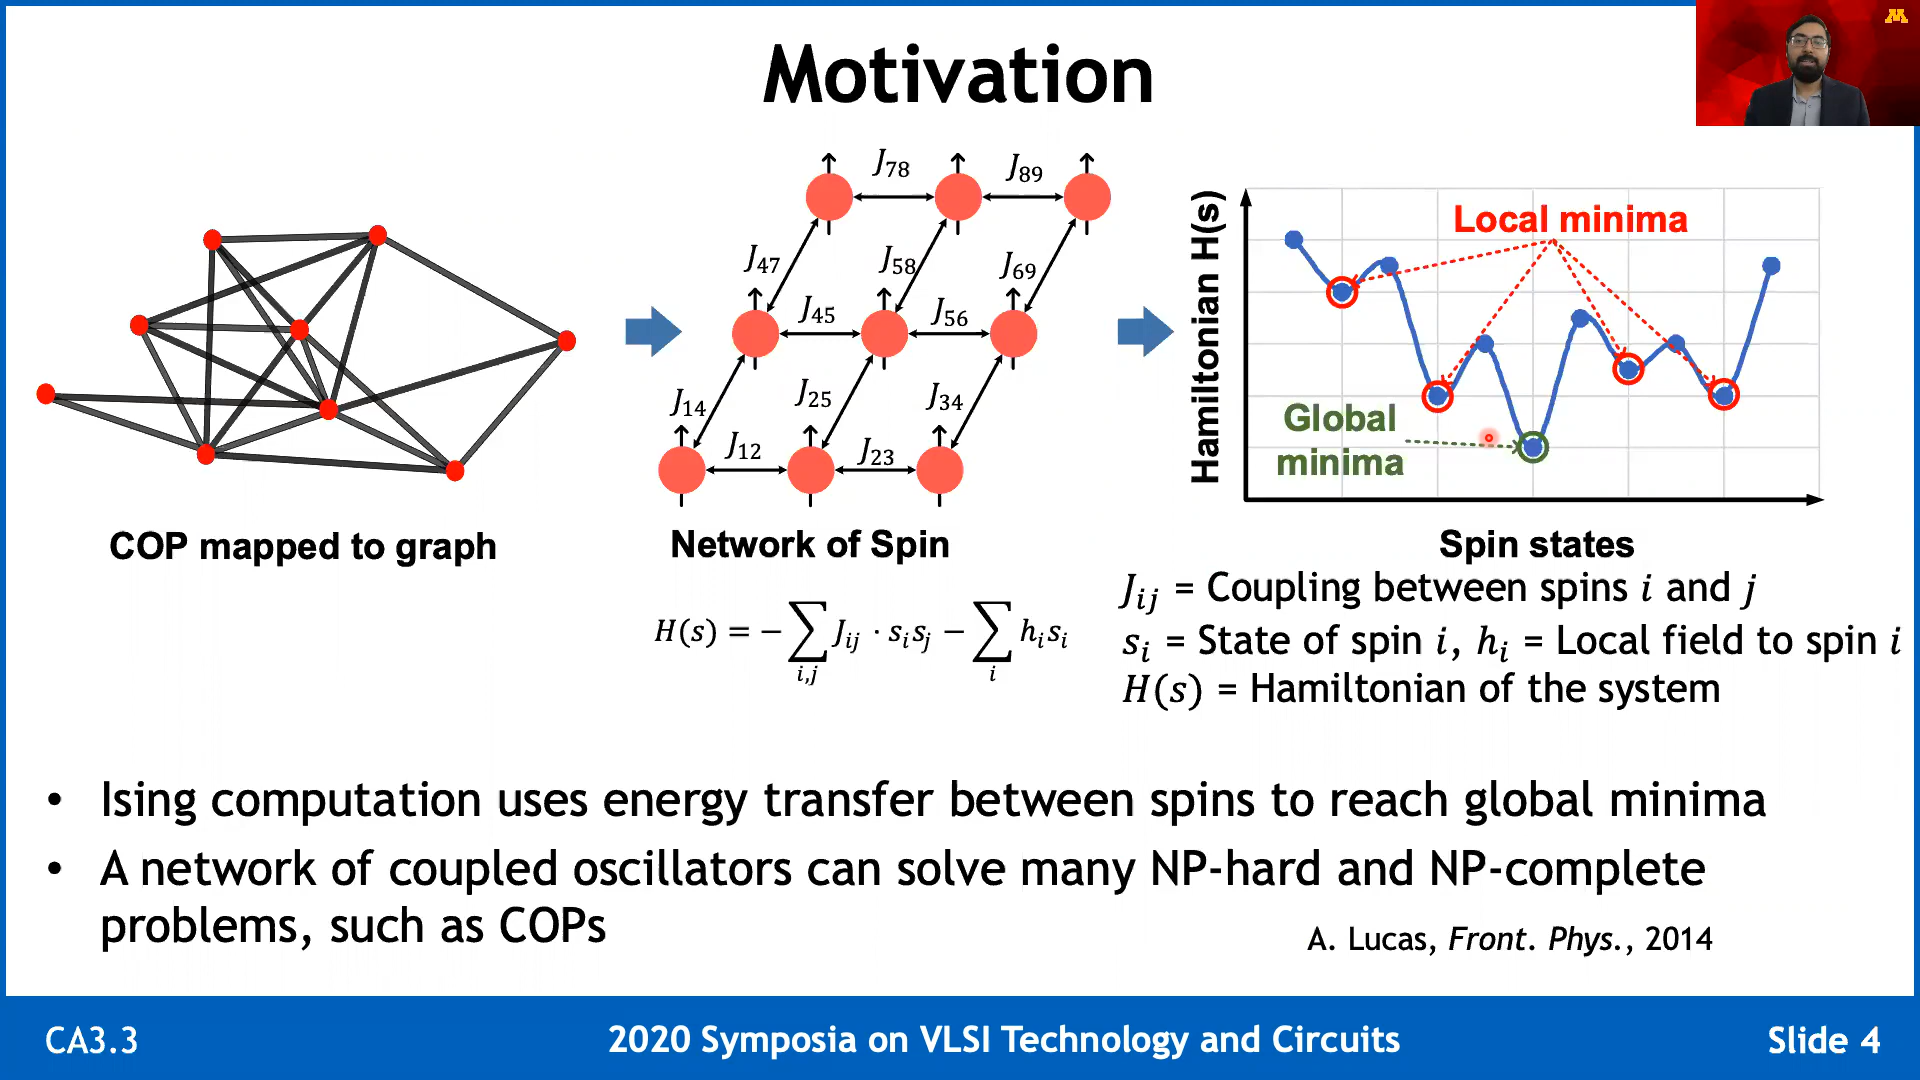 Motivation
M
J78
J89
J47
J58
J69
J45
J56
J14
J25
J34
J12
J23
Hamiltonian H(s)
Local minima
Global
minima
COP mapped to graph
Network of Spin
Spin states
H(s) = − ∑i,j Jij · sisj − ∑i hisi
Jij = Coupling between spins i and j
si = State of spin i, hi = Local field to spin i
H(s) = Hamiltonian of the system
• Ising computation uses energy transfer between spins to reach global minima
• A network of coupled oscillators can solve many NP-hard and NP-complete
problems, such as COPs
A. Lucas, Front. Phys., 2014
CA3.3
2020 Symposia on VLSI Technology and Circuits
Slide 4